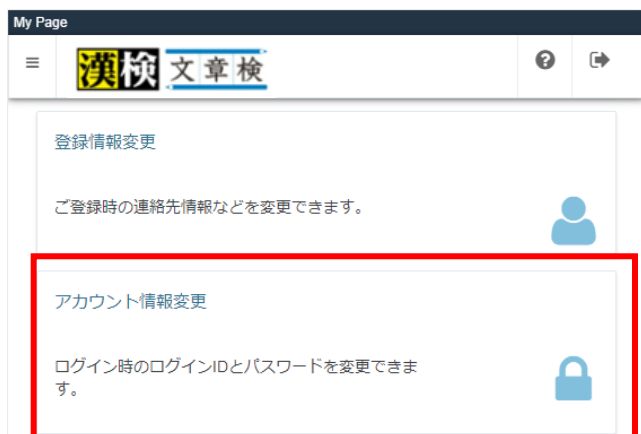 My Page
漢検 文章検
登録情報変更
ご登録時の連絡先情報などを変更できます。
アカウント情報変更
ログイン時のログインIDとパスワードを変更できま
す。